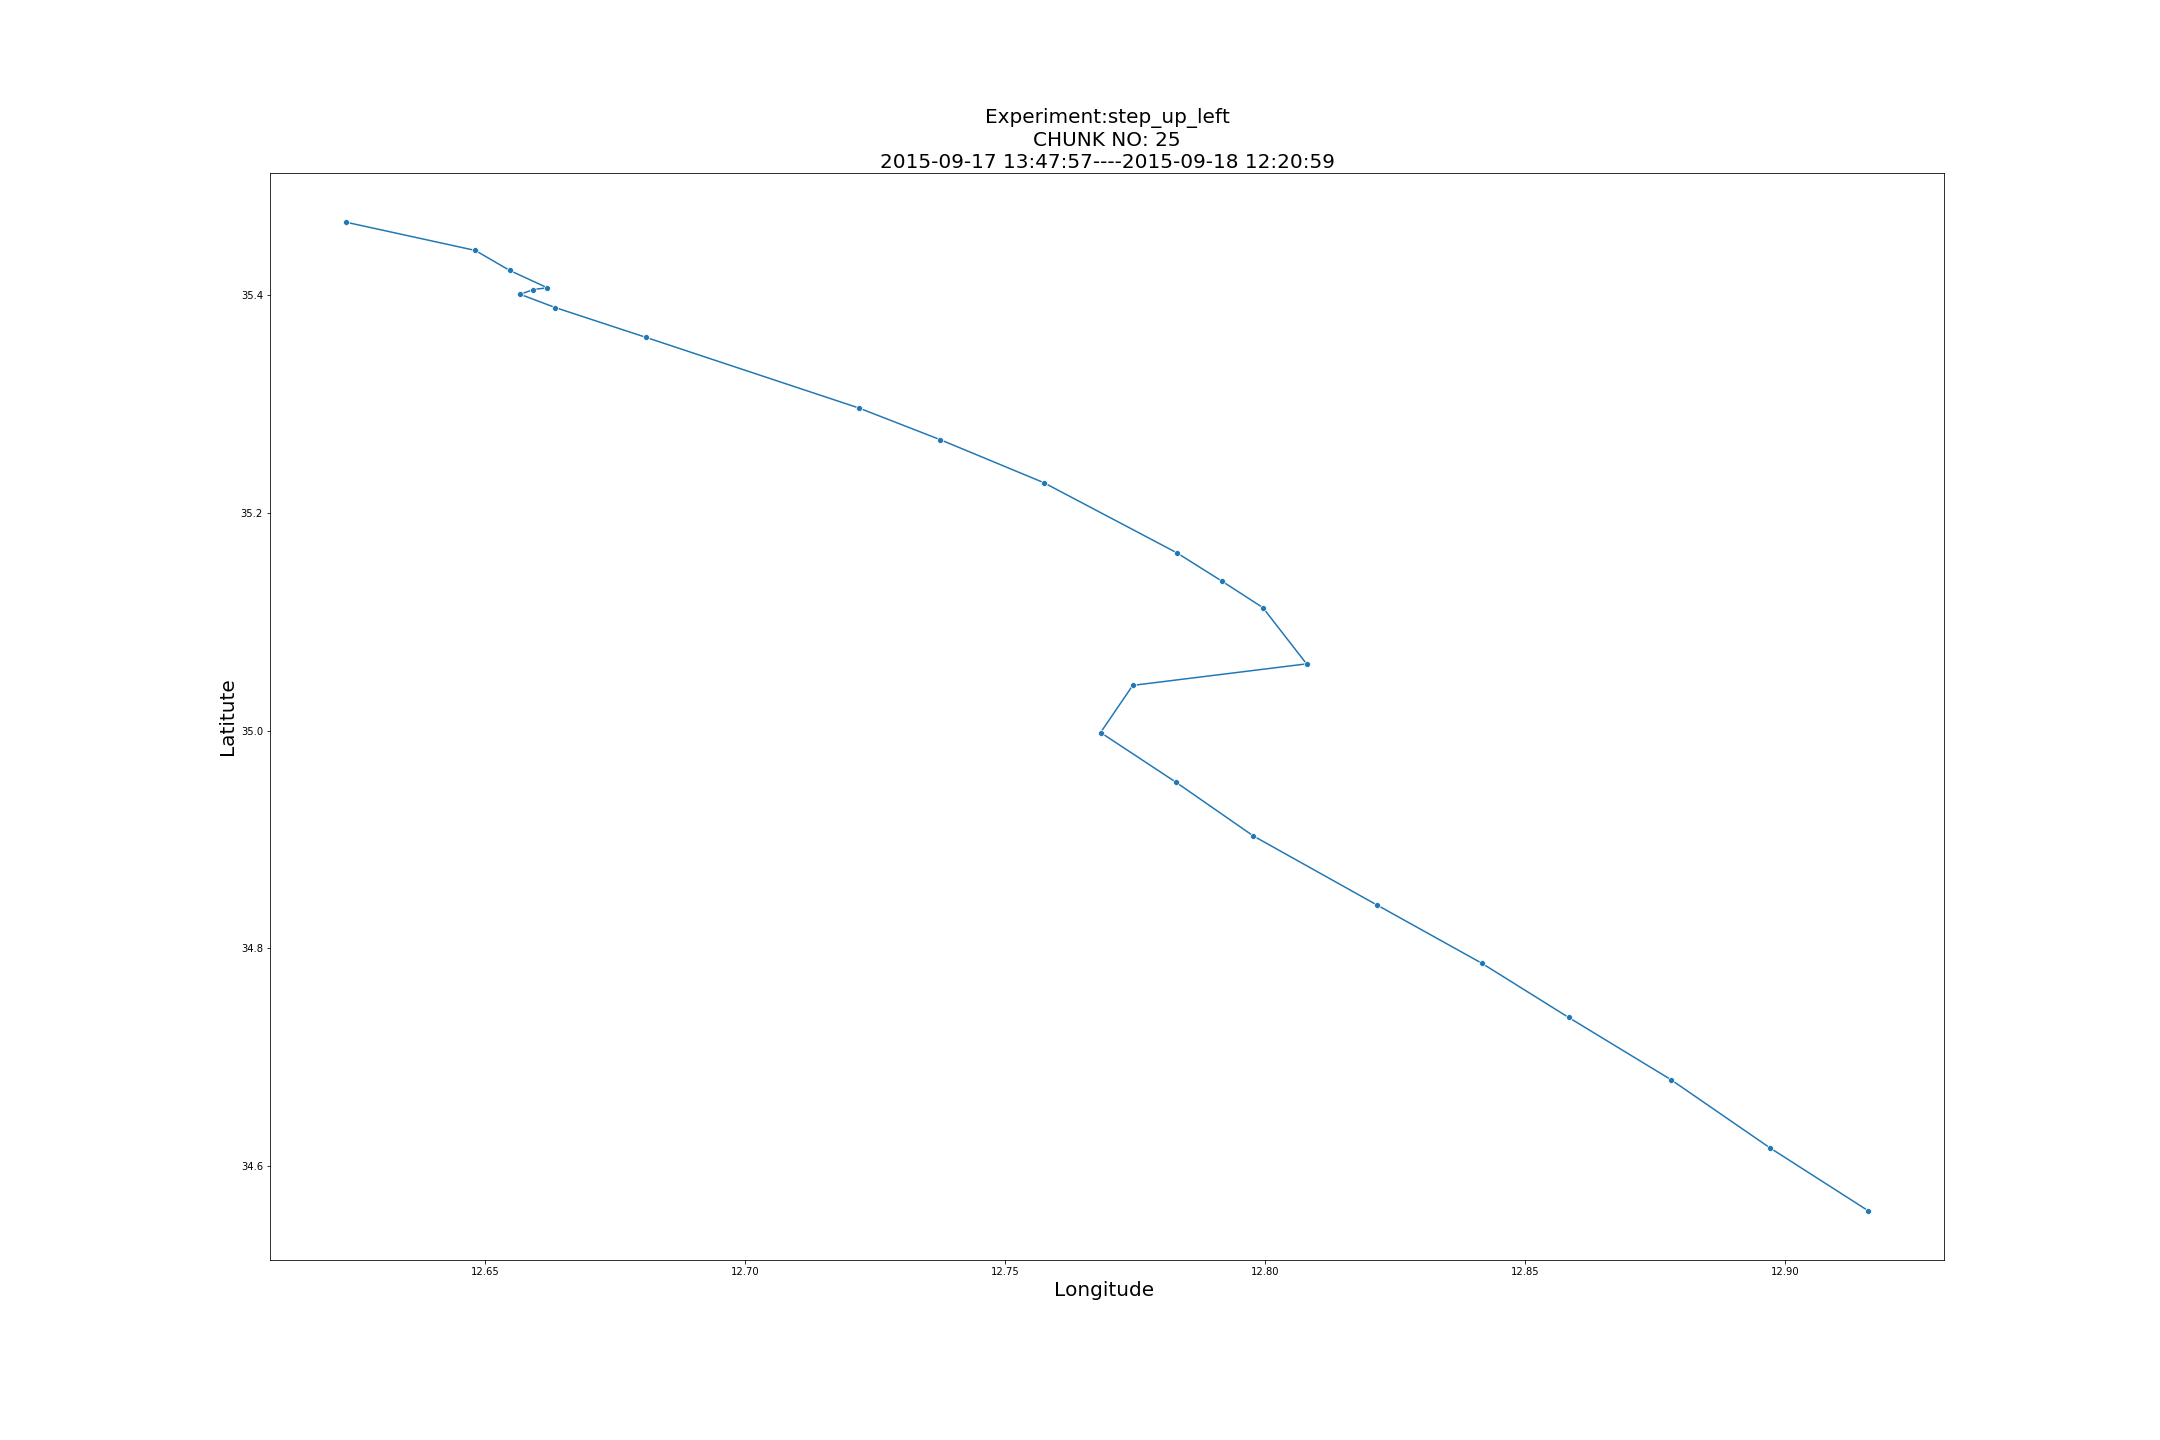 Experiment:step_up_left
CHUNK NO: 25
2015-09-17 13:47:57----2015-09-18 12:20:59
Latitute
35.4
35.2
35.0
34.8
34.6
12.65 12.70 12.75 12.80 12.85 12.90
Longitude